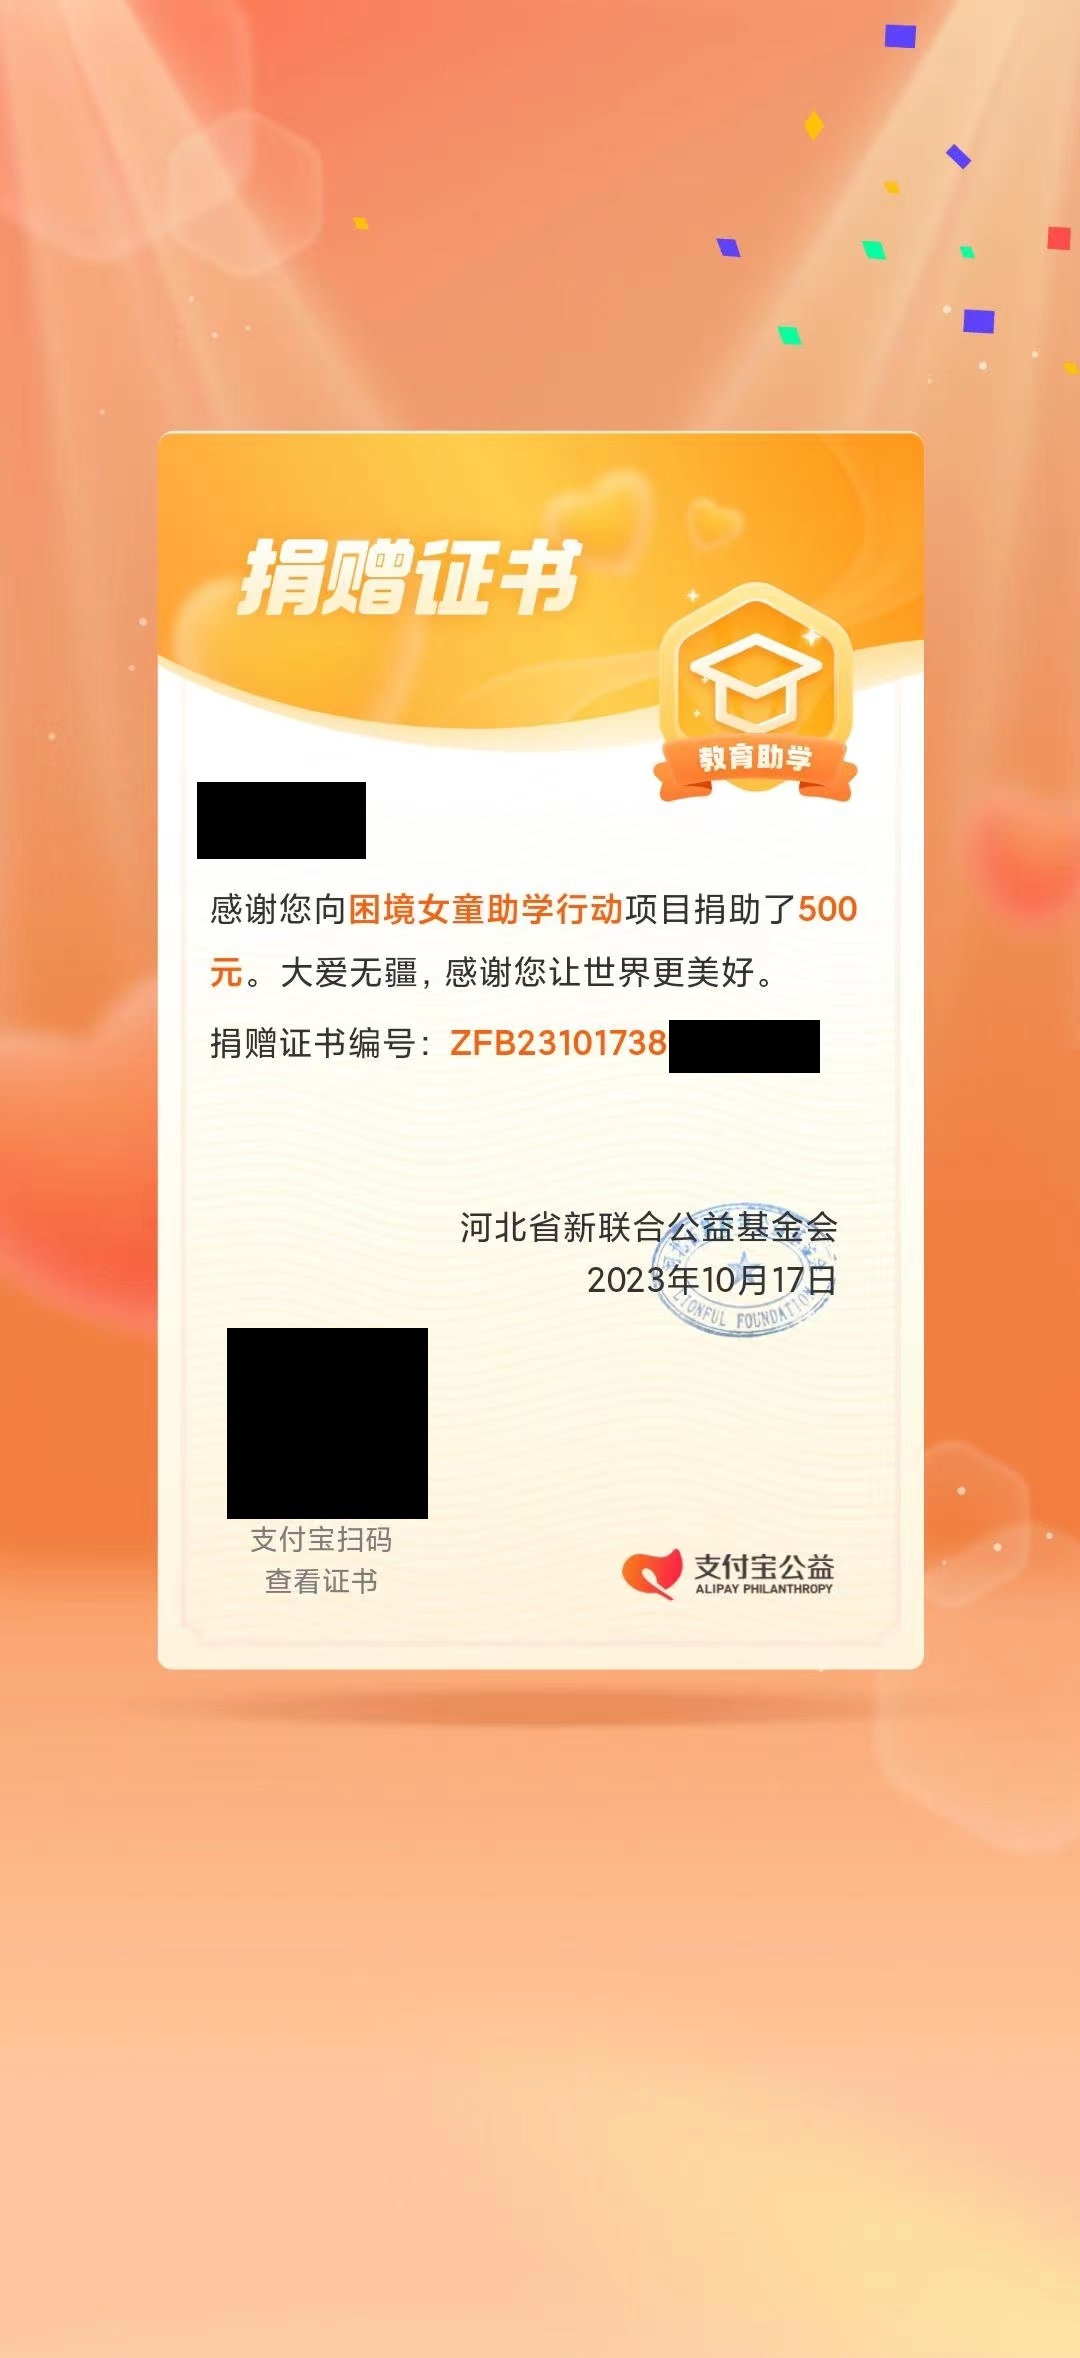 捐赠证书
教育助学
感谢您向困境女童助学行动项目捐助了500
元。大爱无疆,感谢您让世界更美好。
捐赠证书编号：ZFB23101738
河北省新联合公益基金会
2023年10月17日
LIONFUL FOUNDATION
支付宝扫码
查看证书
支付宝公益
ALIPAY PHILANTHROPY